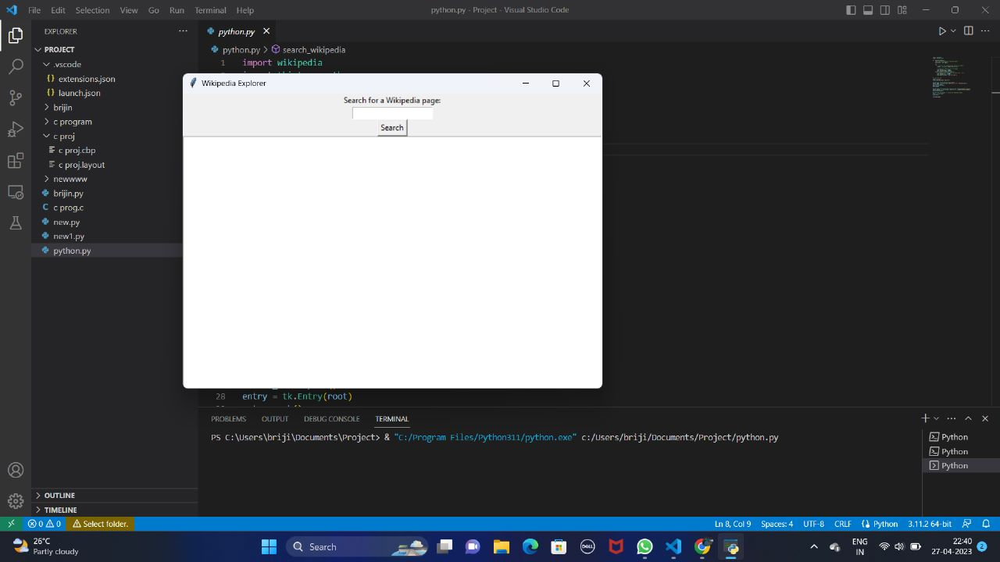 File Edit Selection View Go Run Terminal Help
python.py - Project - Visual Studio Code
EXPLORER
PROJECT
.vscode
extensions.json
launch.json
brijin
c program
c proj
c proj.cbp
c proj.layout
newwww
brijin.py
c prog.c
new.py
new1.py
python.py
OUTLINE
TIMELINE
python.py
python.py > search_wikipedia
1 import wikipedia
Wikipedia Explorer
Search for a Wikipedia page:
Search
28 entry = tk.Entry(root)
PROBLEMS OUTPUT DEBUG CONSOLE TERMINAL
PS C:\Users\briji\Documents\Project> & "C:/Program Files/Python311/python.exe" c:/Users/briji/Documents/Project/python.py
Python
Python
Python
0 0 Select folder.
Ln 8, Col 9 Spaces: 4 UTF-8 CRLF Python 3.11.2 64-bit
26°C
Partly cloudy
Search
DELL
ENG
IN
22:40
27-04-2023
2